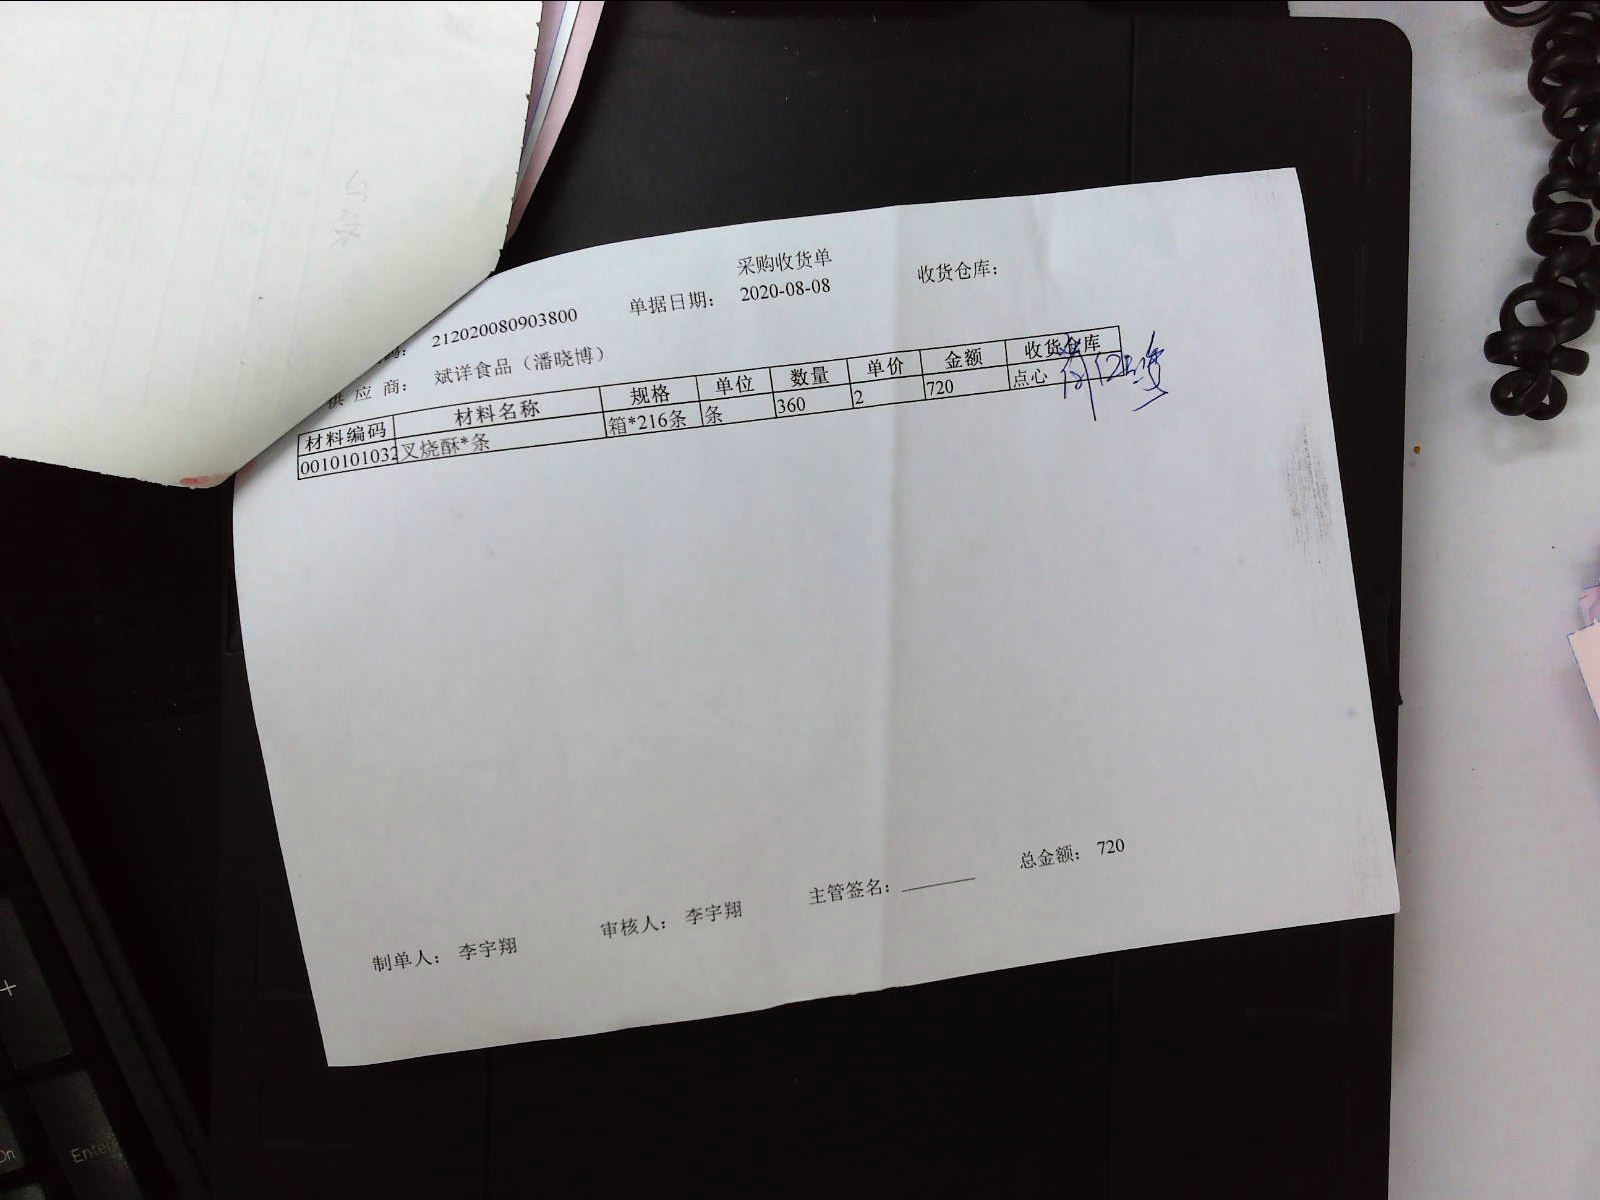 采购收货单
码： 212020080903800 单据日期： 2020-08-08 收货仓库：
供 应 商： 斌洋食品（潘晓博）
材料编码 材料名称 规格 单位 数量 单价 金额 收货仓库
0010101032 叉烧酥*条 箱*216条 条 360 2 720 点心
总金额： 720
制单人： 李宇翔 审核人： 李宇翔 主管签名：
+
On
Enter